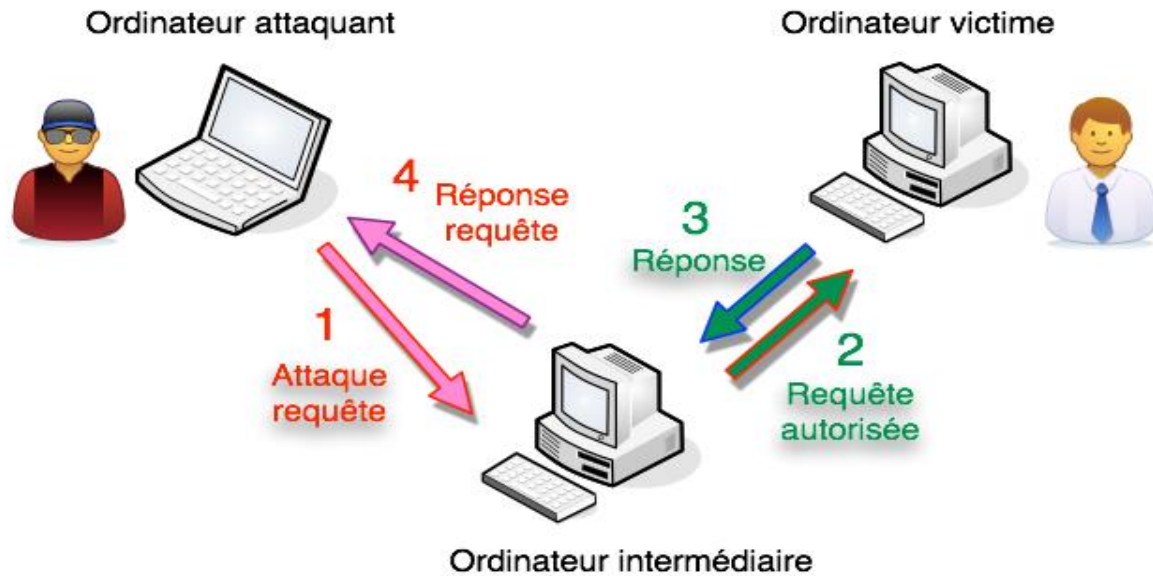 Ordinateur attaquant
Ordinateur victime
4
Réponse
requête
3
Réponse
1
Attaque
requête
2
Requête
autorisée
Ordinateur intermédiaire